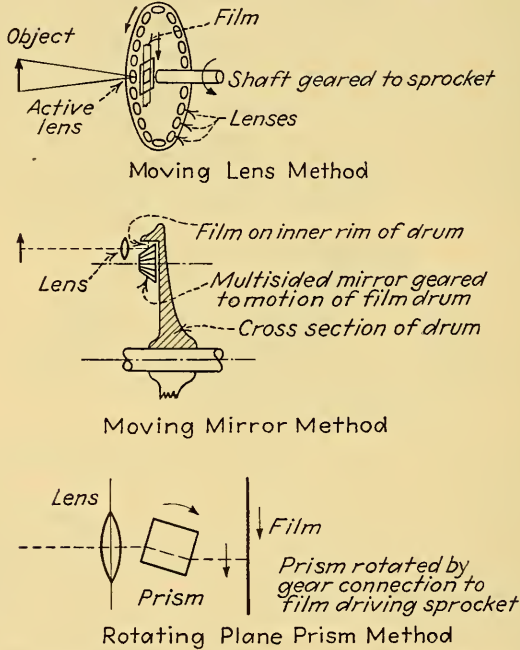 Film
Object
Shaft geared to sprocket
Active
lens
Lenses
Moving Lens Method
Film on inner rim of drum
Lens
Multisided mirror geared
to motion of film drum
Cross section of drum
Moving Mirror Method
Lens
Film
Prism
Prism rotated by
gear connection to
film driving sprocket
Rotating Plane Prism Method